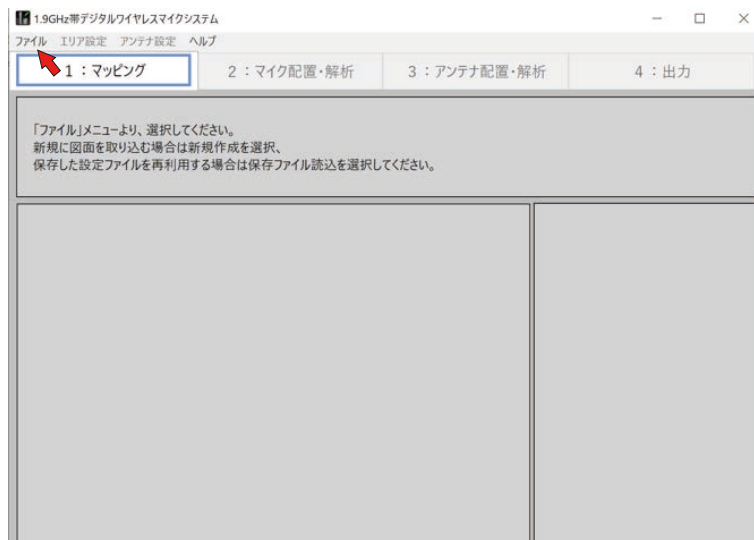 1.9GHz帯デジタルワイヤレスマイクシステム
ファイル エリア設定 アンテナ設定 ヘルプ
1：マッピング 2：マイク配置・解析 3：アンテナ配置・解析 4：出力
「ファイル」メニューより、選択してください。
新規に図面を取り込む場合は新規作成を選択、
保存した設定ファイルを再利用する場合は保存ファイル読込を選択してください。